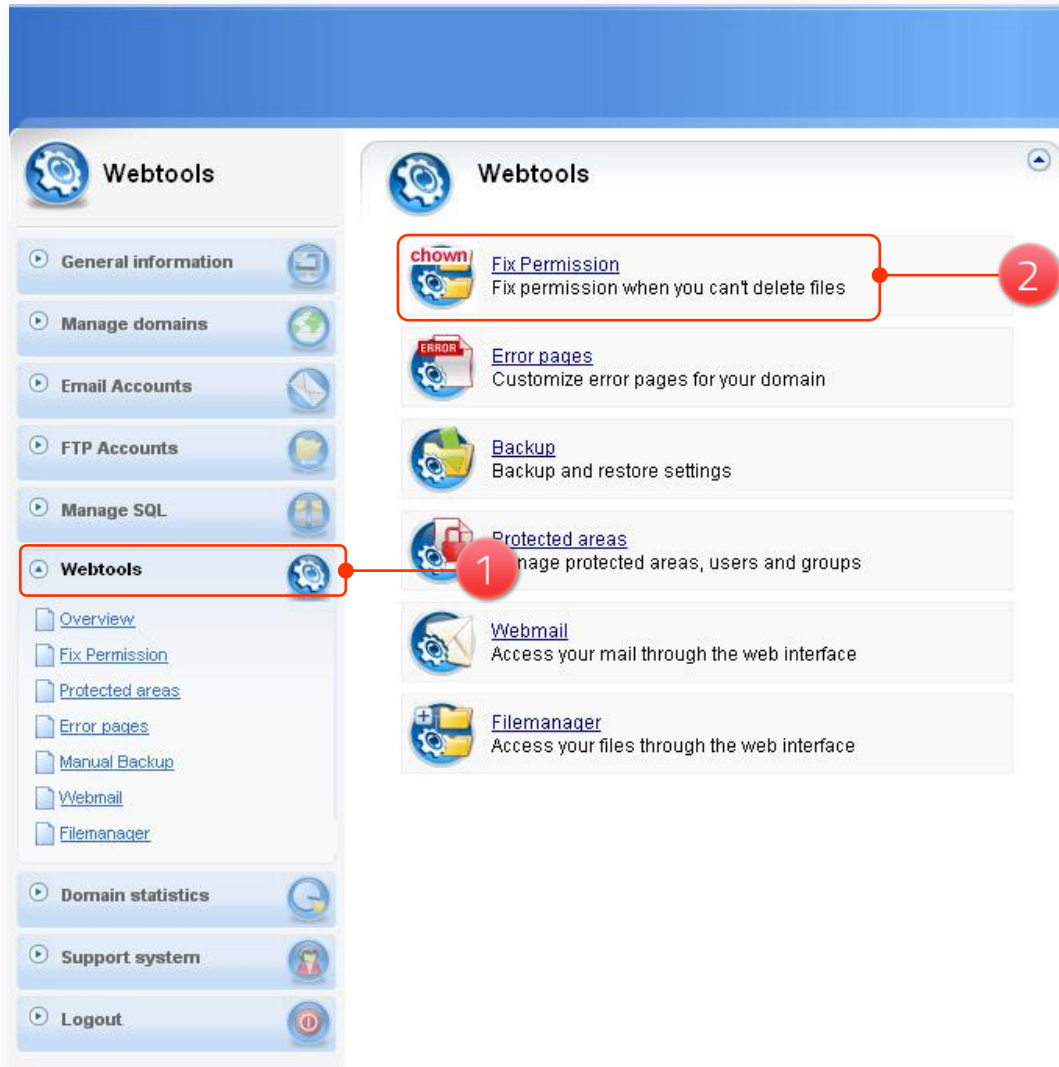 Webtools
General information
Manage domains
Email Accounts
FTP Accounts
Manage SQL
Webtools
1
Overview
Fix Permission
Protected areas
Error pages
Manual Backup
Webmail
Filemanager
Domain statistics
Support system
Logout
Webtools
chown
Fix Permission
Fix permission when you can't delete files
2
ERROR
Error pages
Customize error pages for your domain
Backup
Backup and restore settings
Protected areas
nage protected areas, users and groups
Webmail
Access your mail through the web interface
Filemanager
Access your files through the web interface